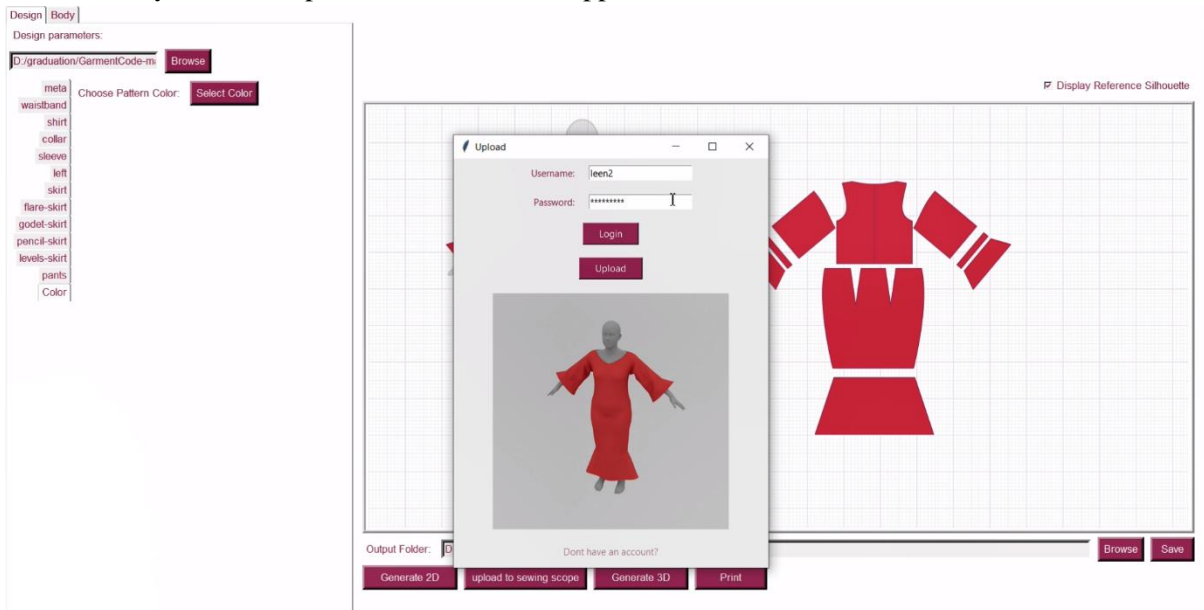 Design Body
Design parameters:
D:/graduation/GarmentCode-m
Browse
Display Reference Silhouette
meta
Choose Pattern Color:
Select Color
waistband
shirt
collar
sleeve
left
skirt
flare-skirt
godet-skirt
pencil-skirt
levels-skirt
pants
Color
Upload
Username: leen2
Password: *********
Login
Upload
Dont have an account?
Output Folder: D
Browse
Save
Generate 2D
upload to sewing scope
Generate 3D
Print